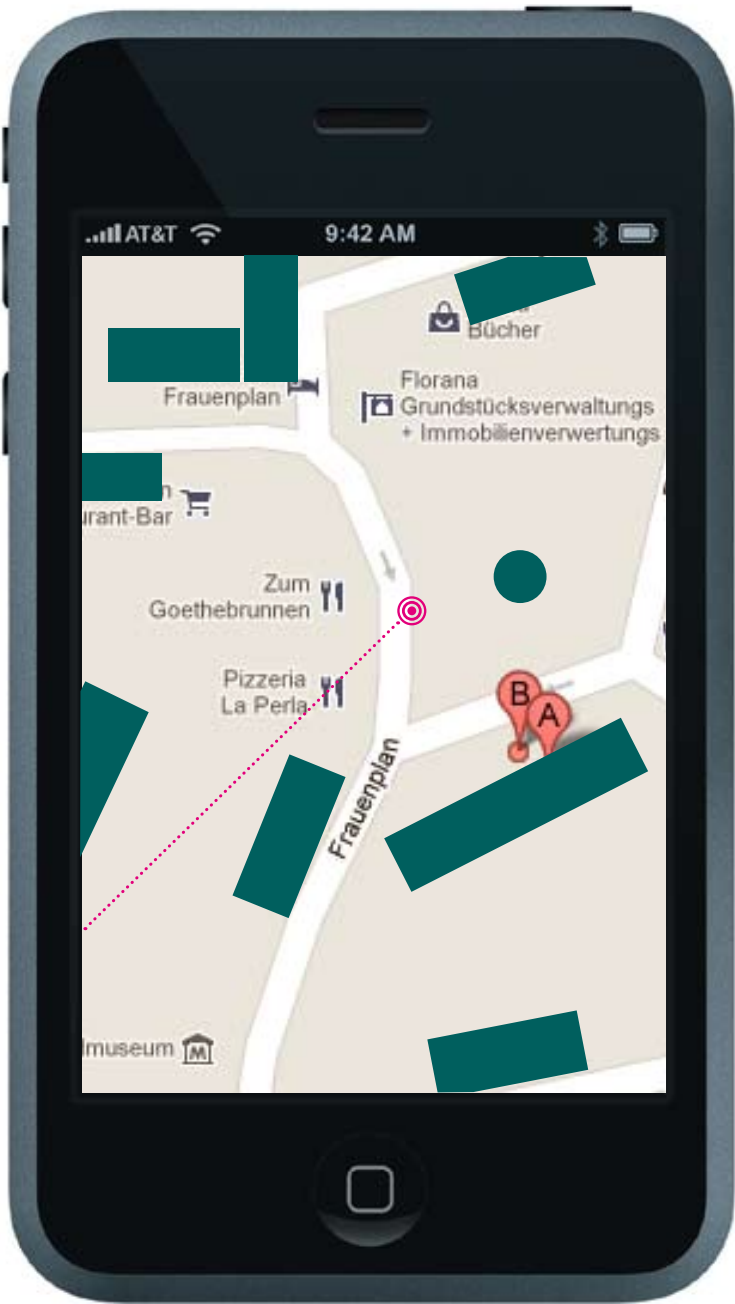 AT&T
9:42 AM
Bücher
Frauenplan
Florana
Grundstücksverwaltungs
+ Immobilienverwertungs
n
urant-Bar
Zum
Goethebrunnen
Pizzeria
La Perla
B
A
Frauenplan
lmuseum
M